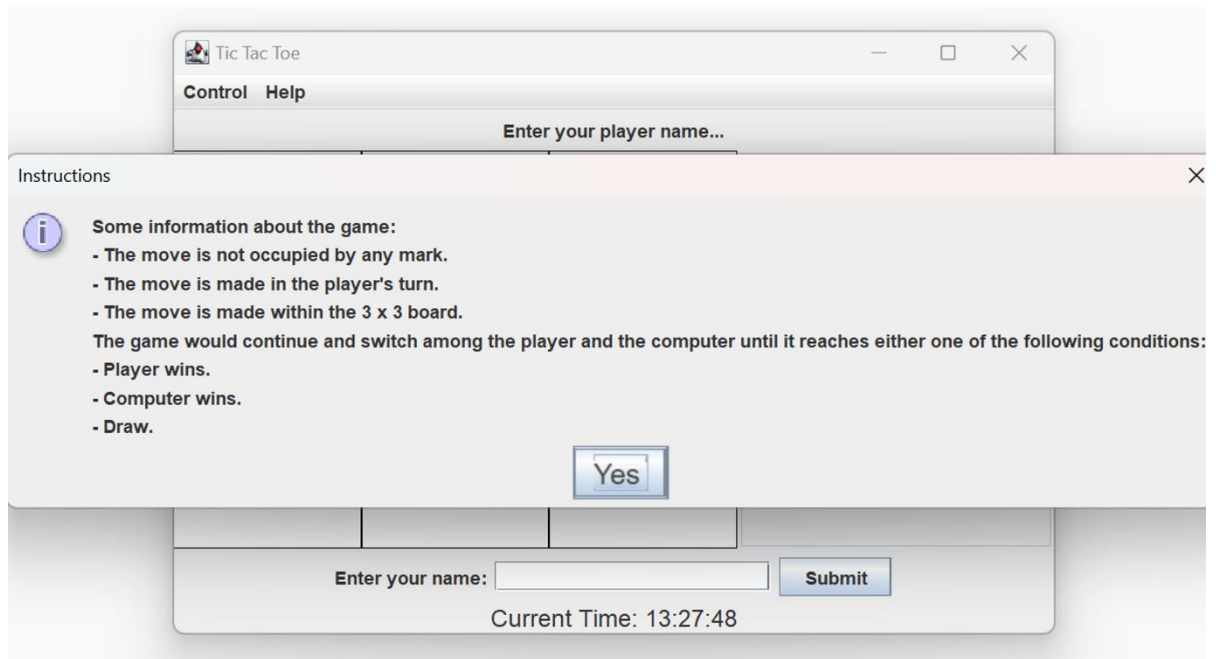 Tic Tac Toe
Control Help
Enter your player name...
Instructions
Some information about the game:
- The move is not occupied by any mark.
- The move is made in the player's turn.
- The move is made within the 3 x 3 board.
The game would continue and switch among the player and the computer until it reaches either one of the following conditions:
- Player wins.
- Computer wins.
- Draw.
Yes
Enter your name: Submit
Current Time: 13:27:48